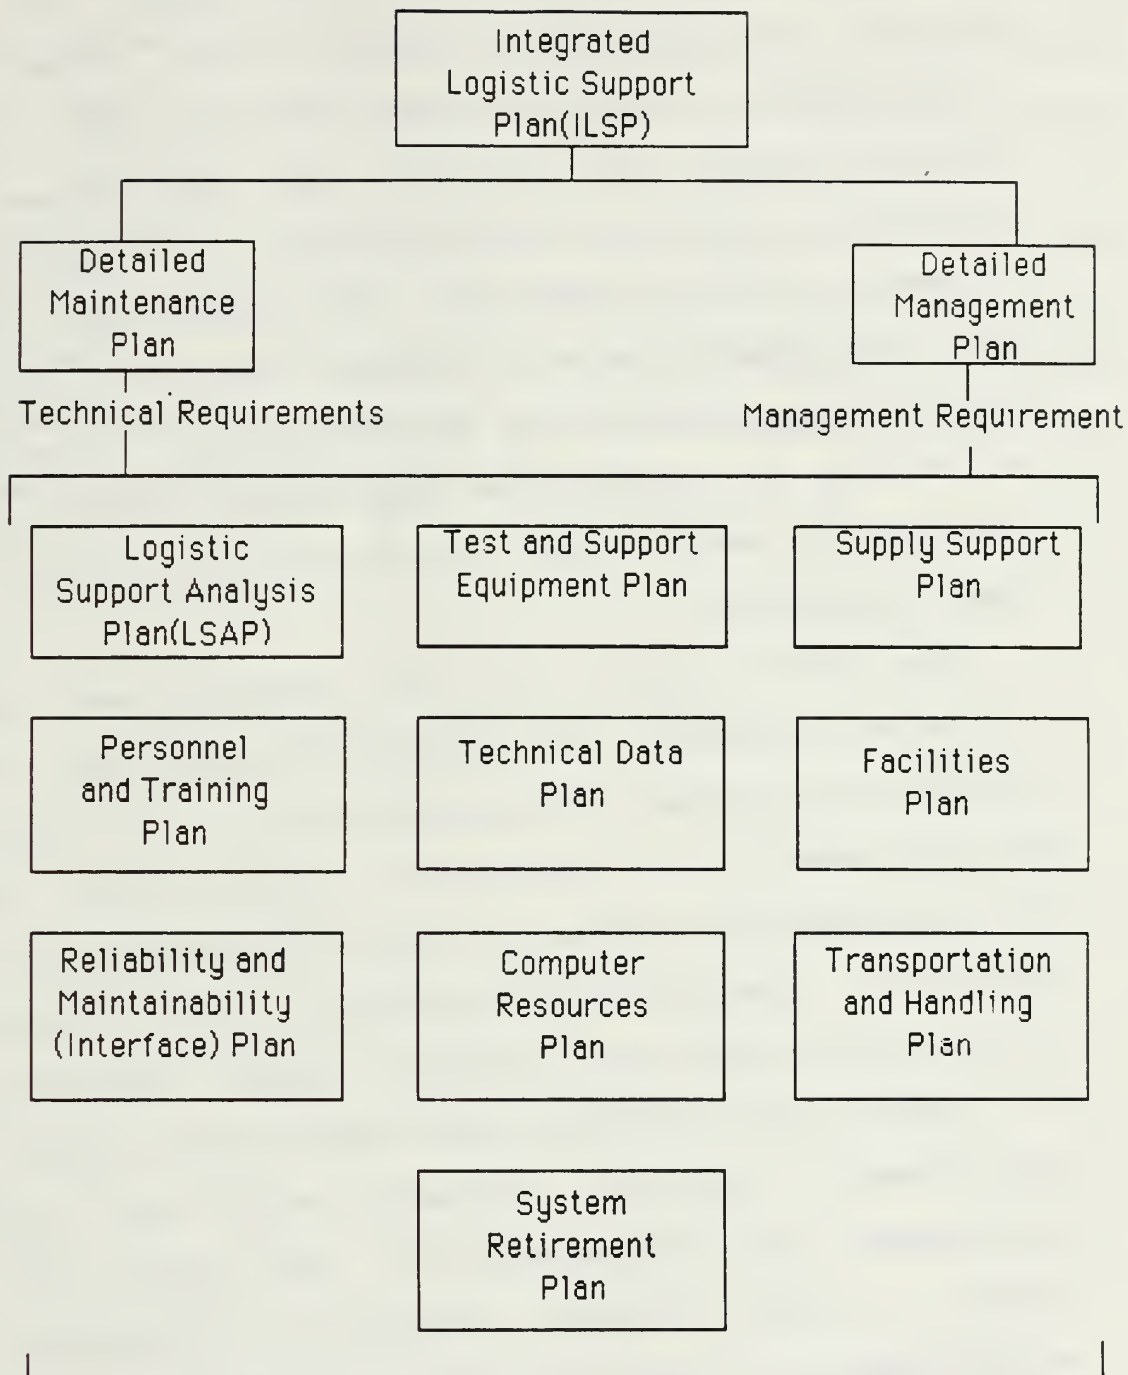 Integrated
Logistic Support
Plan(ILSP)
Detailed
Maintenance
Plan
Detailed
Management
Plan
Technical Requirements
Management Requirement
Logistic
Support Analysis
Plan(LSAP)
Test and Support
Equipment Plan
Supply Support
Plan
Personnel
and Training
Plan
Technical Data
Plan
Facilities
Plan
Reliability and
Maintainability
(Interface) Plan
Computer
Resources
Plan
Transportation
and Handling
Plan
System
Retirement
Plan